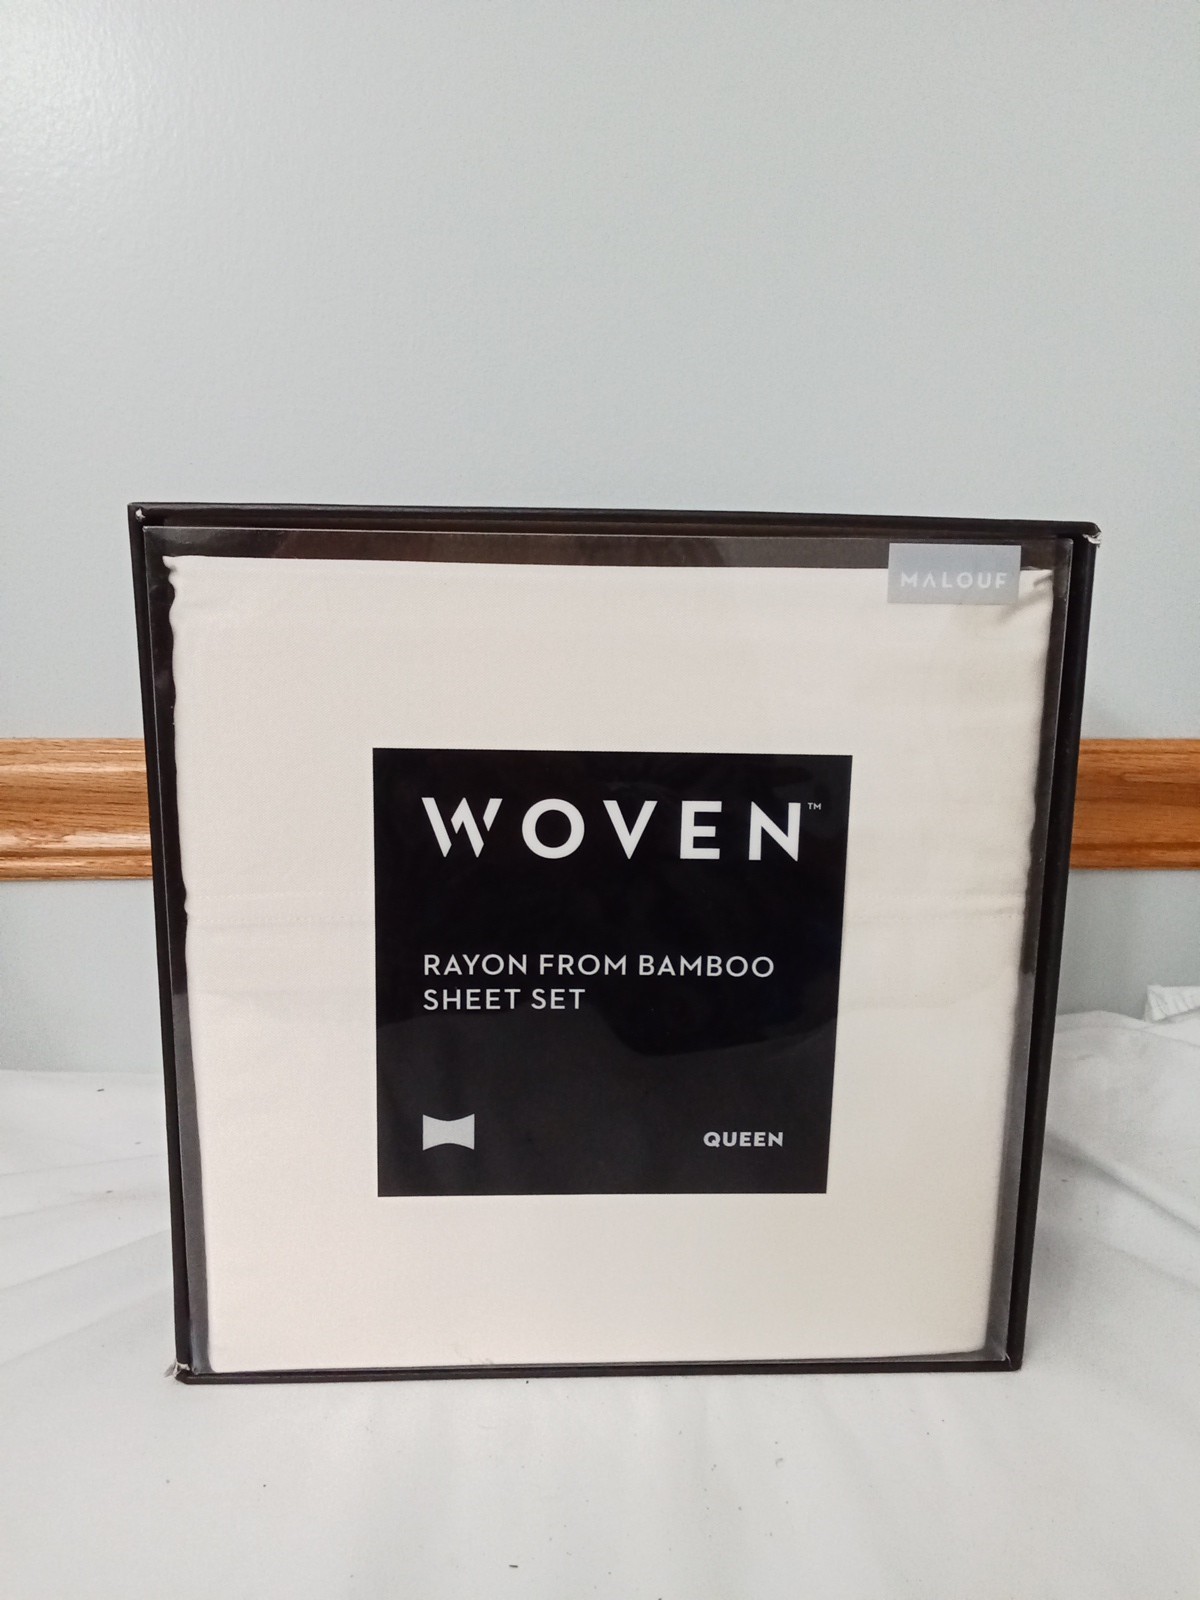 MALOUF
WOVEN™
RAYON FROM BAMBOO
SHEET SET
QUEEN